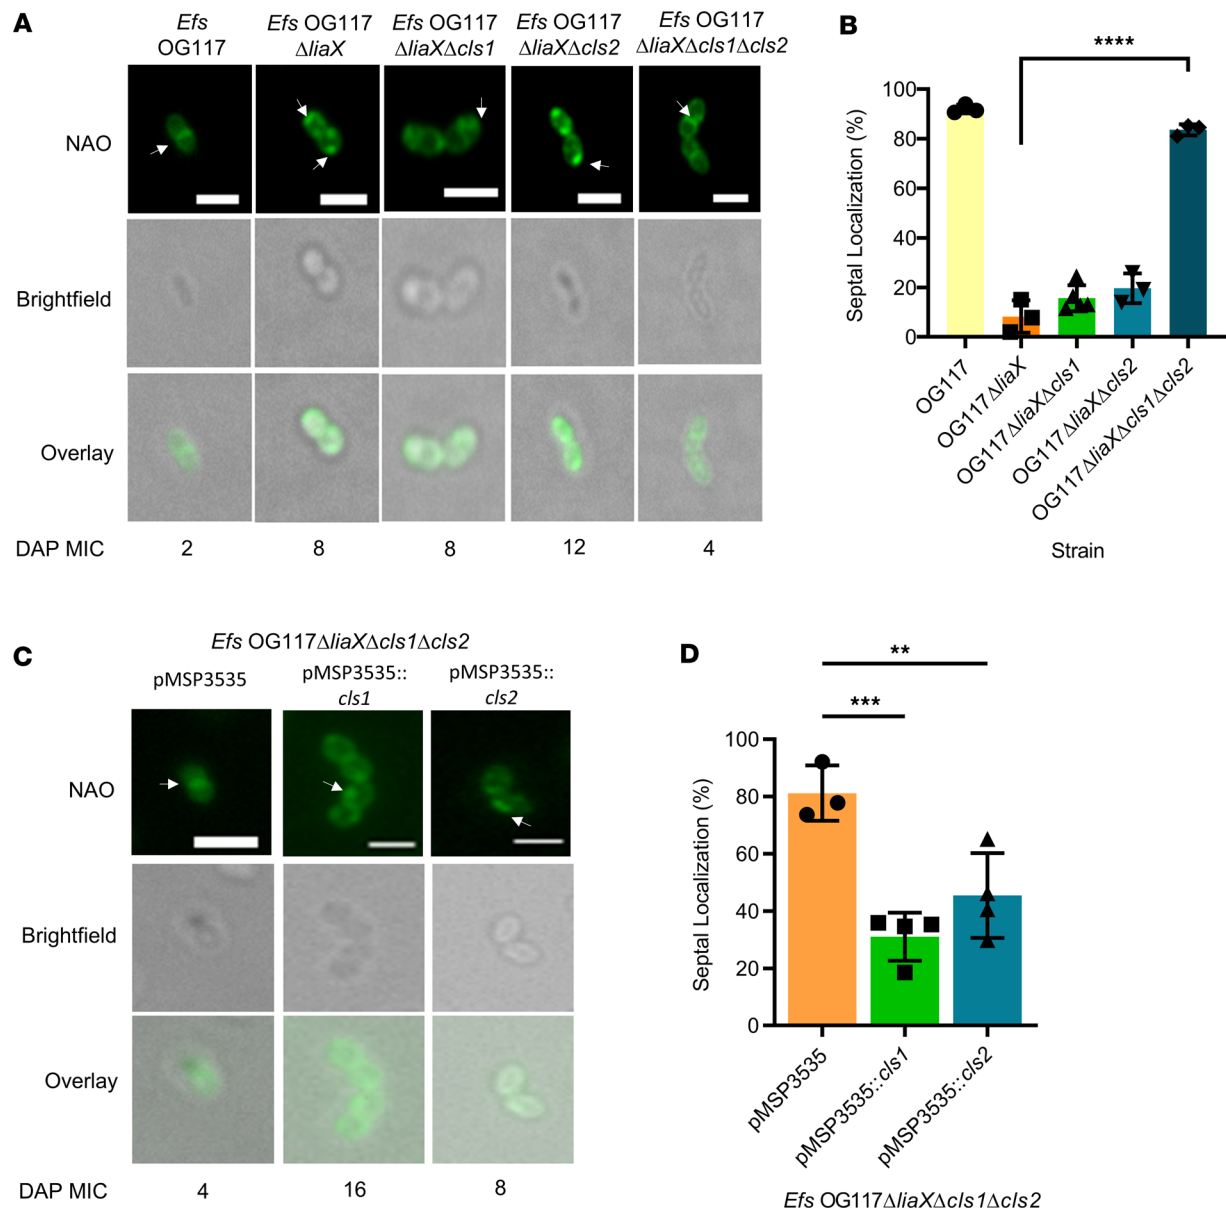 A
Efs
OG117
Efs OG117
ΔliaX
Efs OG117
ΔliaXΔcls1
Efs OG117
ΔliaXΔcls2
Efs OG117
ΔliaXΔcls1Δcls2
NAO
Brightfield
Overlay
DAP MIC 2 8 8 12 4
B
****
Septal Localization (%)
100
80
60
40
20
0
OG117
OG117ΔliaX
OG117ΔliaXΔcls1
OG117ΔliaXΔcls2
OG117ΔliaXΔcls1Δcls2
Strain
C
Efs OG117ΔliaXΔcls1Δcls2
pMSP3535
pMSP3535::
cls1
pMSP3535::
cls2
NAO
Brightfield
Overlay
DAP MIC 4 16 8
D
**
***
Septal Localization (%)
100
80
60
40
20
0
pMSP3535
pMSP3535::cls1
pMSP3535::cls2
Efs OG117ΔliaXΔcls1Δcls2